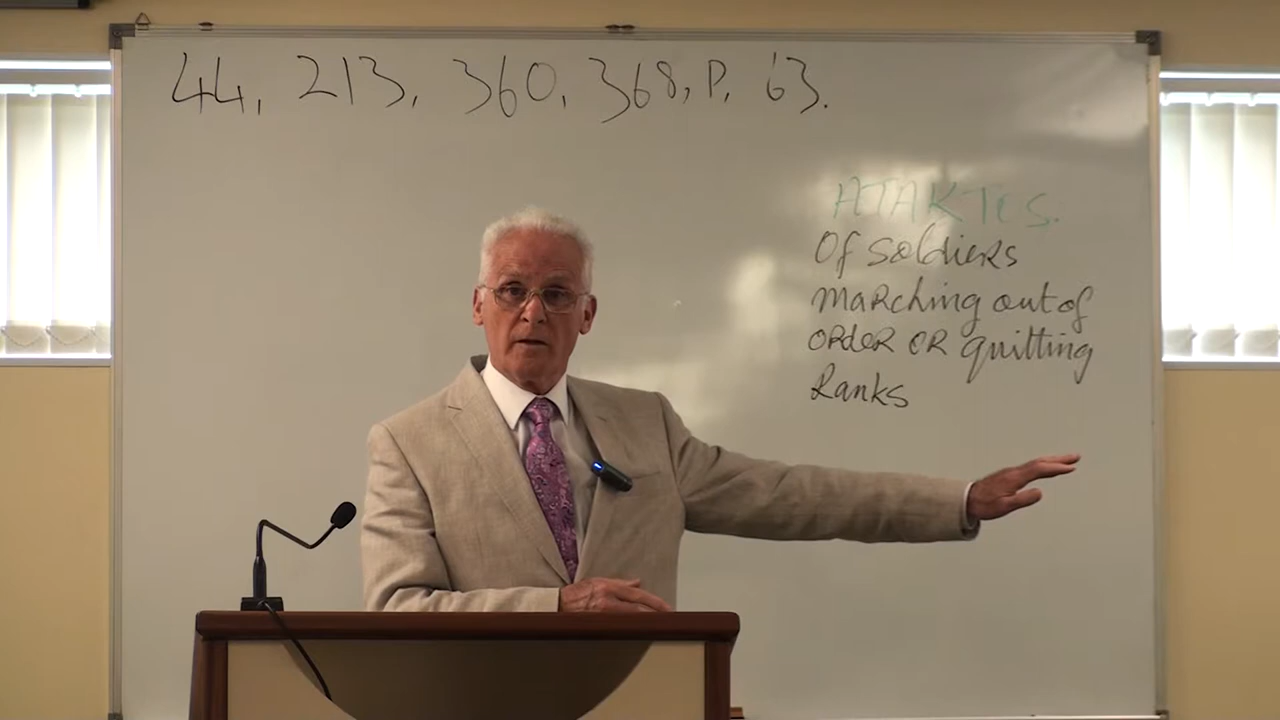 44, 213, 360, 368, P, 63.
ATAKTOS.
Of soldiers
marching out of
order or quitting
Ranks